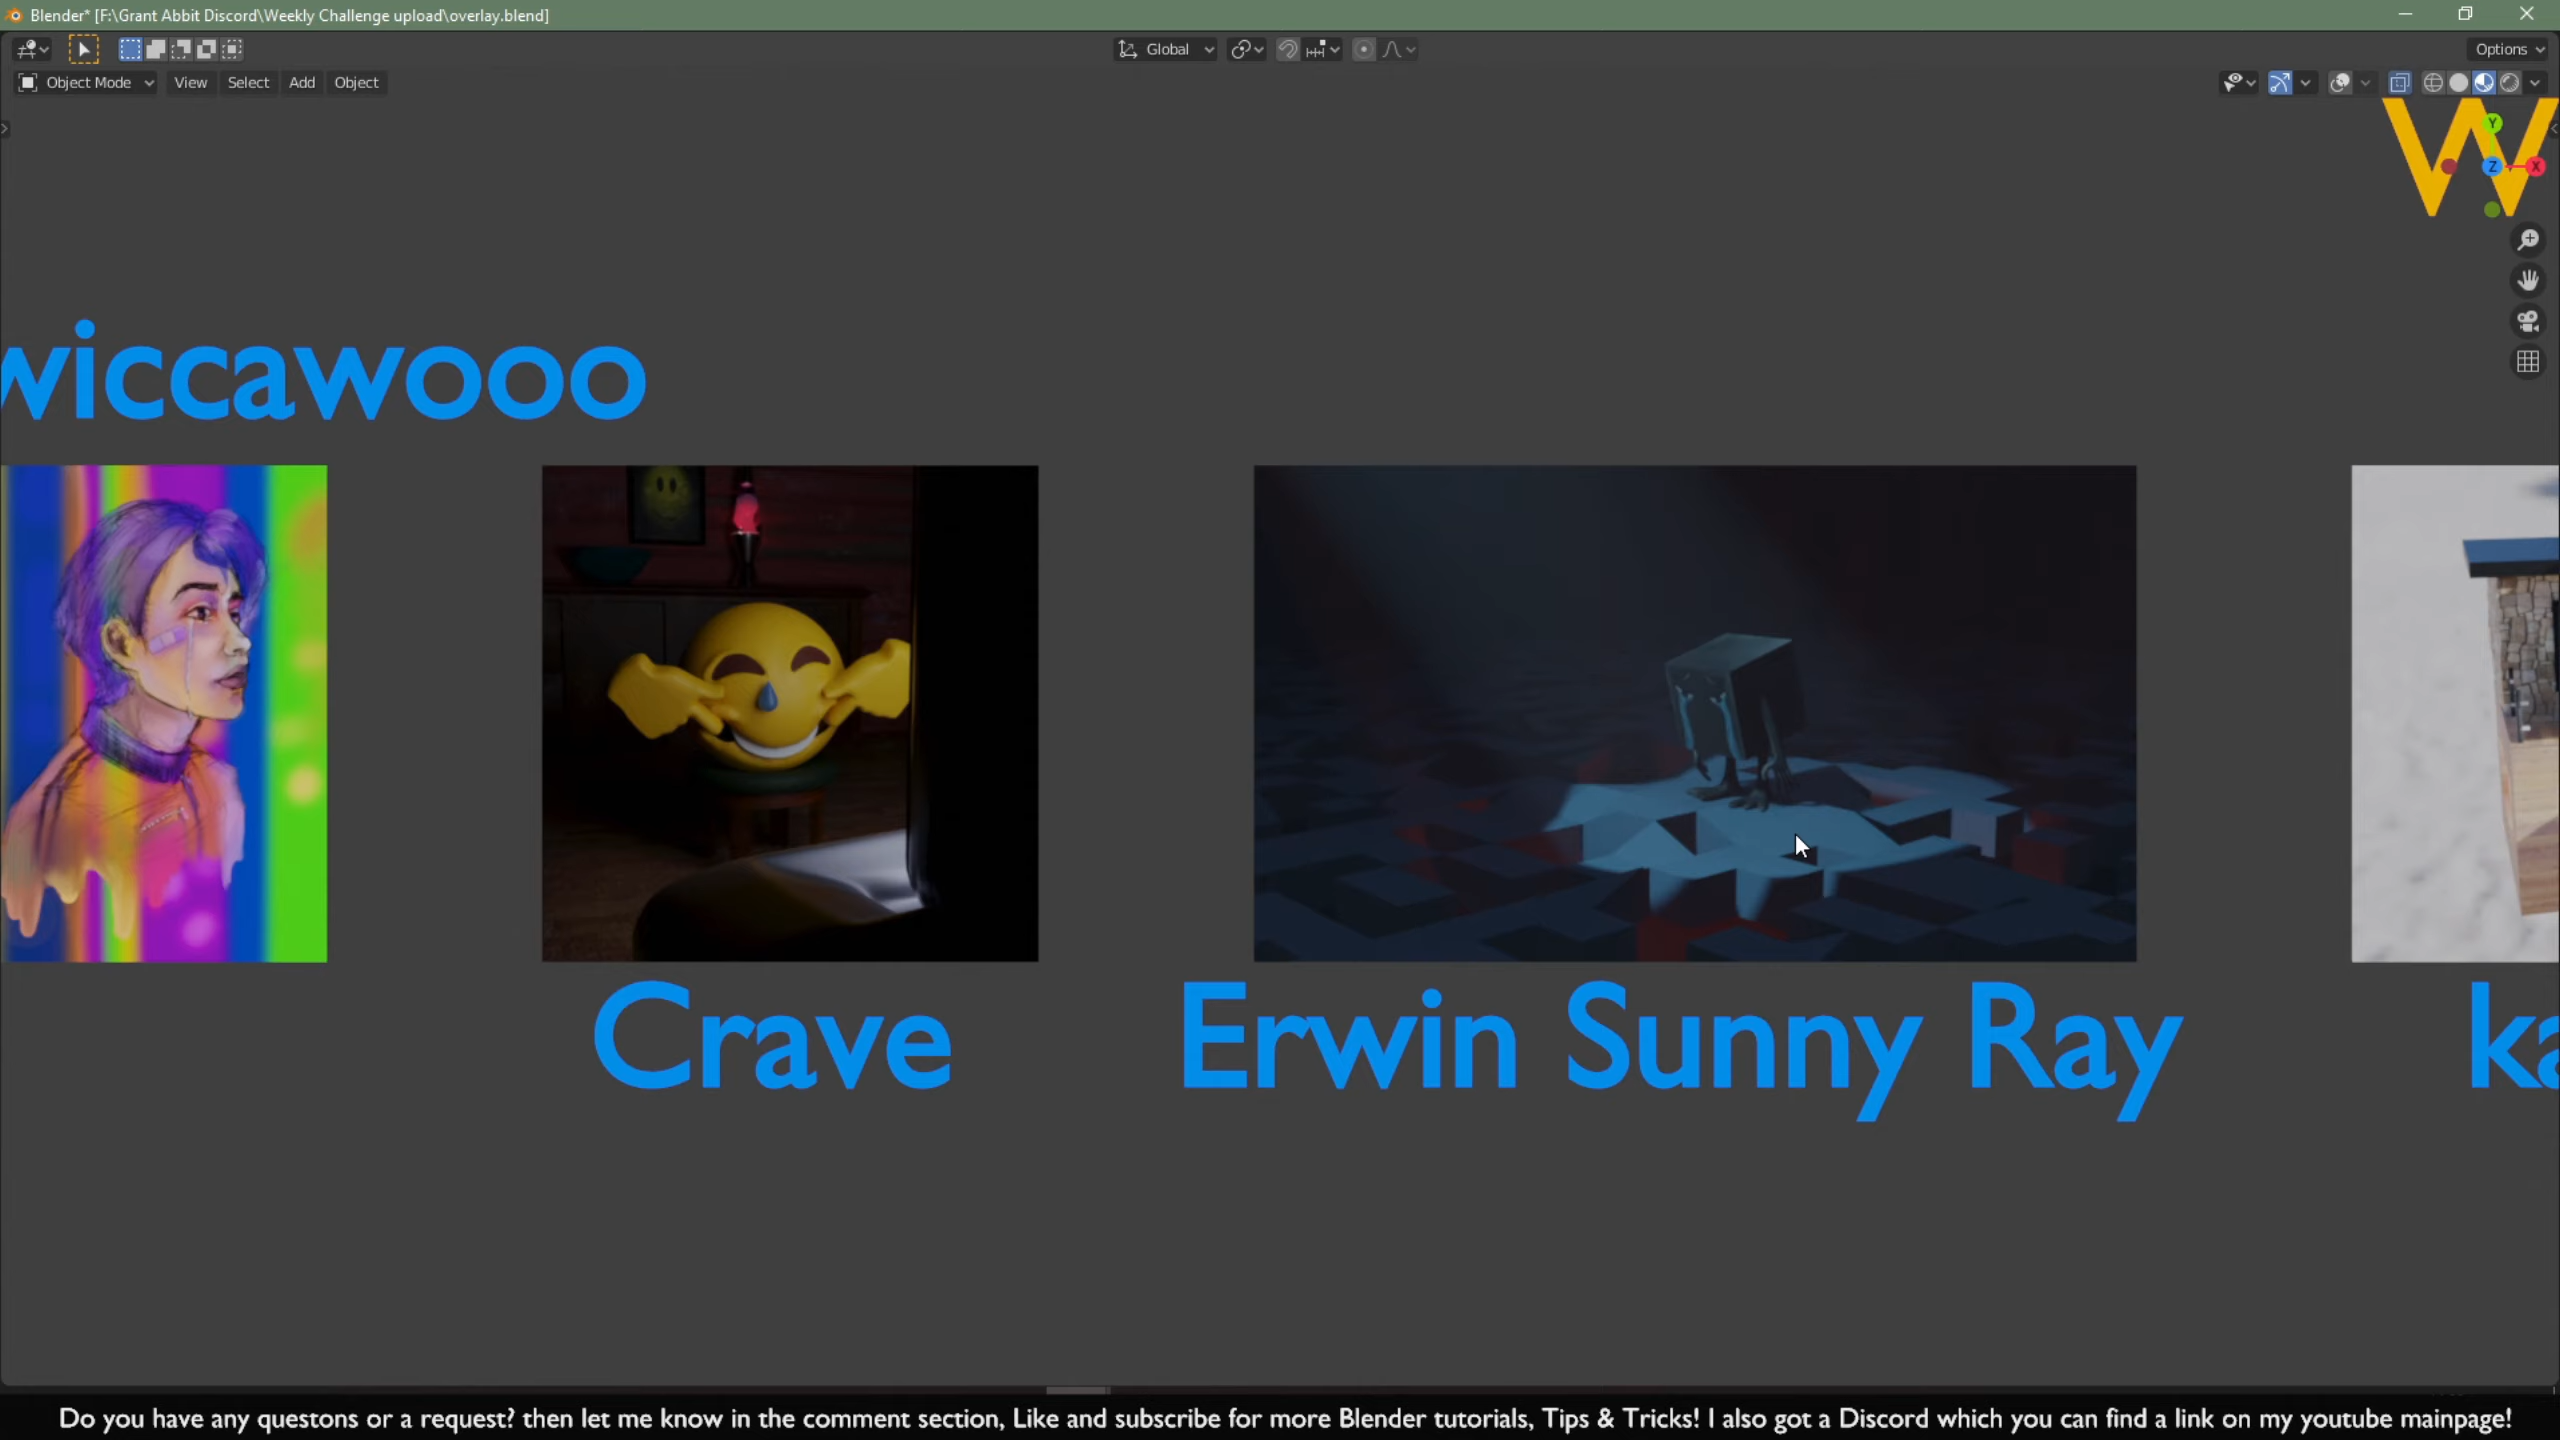 Blender* [F:\Grant Abbit Discord\Weekly Challenge upload\overlay.blend]
Global
Options
Object Mode View Select Add Object
W
Y
Z X
wiccawooo
Crave
Erwin Sunny Ray
ka
Do you have any questons or a request? then let me know in the comment section, Like and subscribe for more Blender tutorials, Tips & Tricks! I also got a Discord which you can find a link on my youtube mainpage!